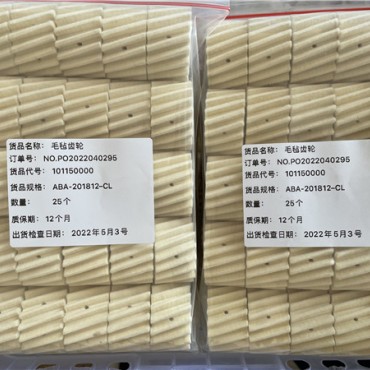 货品名称： 毛毡齿轮
订单号： NO.PO2022040295
货品代号： 101150000
货品规格： ABA-201812-CL
数量： 25个
质保期： 12个月
出货检查日期： 2022年5月3号
货品名称： 毛毡齿轮
订单号： NO.PO2022040295
货品代号： 101150000
货品规格： ABA-201812-CL
数量： 25个
质保期： 12个月
出货检查日期： 2022年5月3号